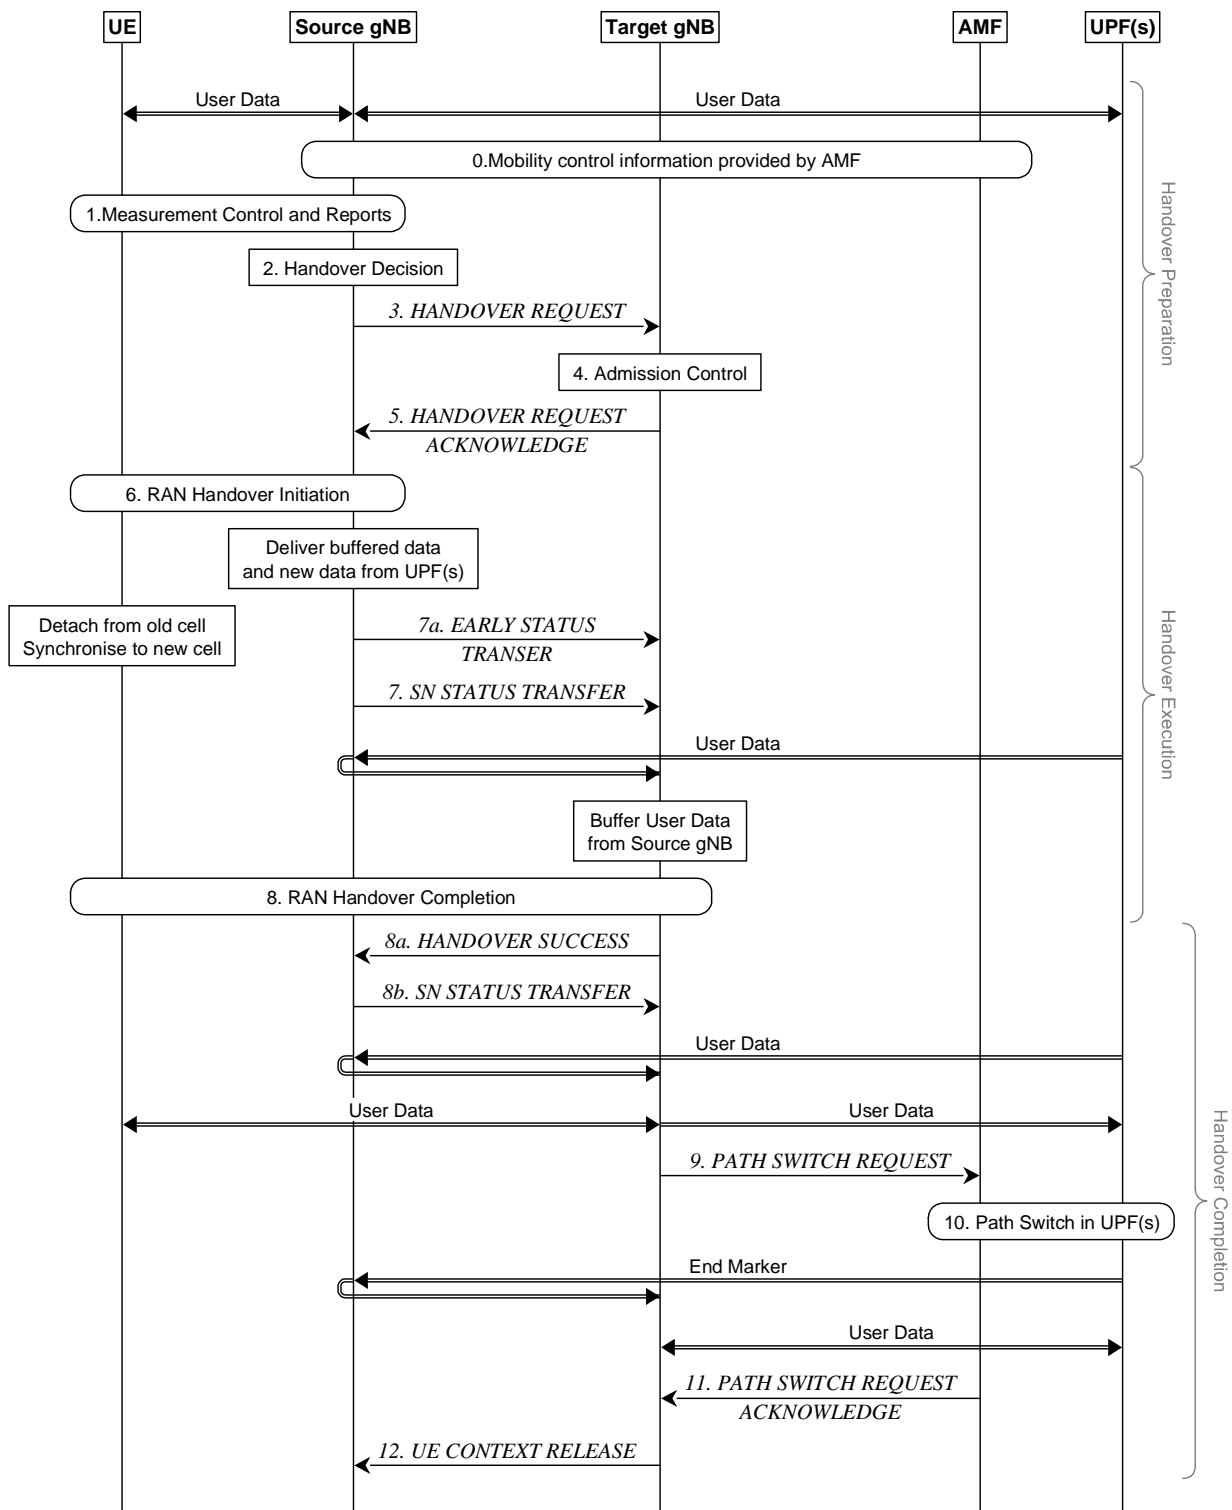 UE
Source gNB
Target gNB
AMF
UPF(s)
User Data
User Data
0.Mobility control information provided by AMF
1.Measurement Control and Reports
2. Handover Decision
3. HANDOVER REQUEST
4. Admission Control
5. HANDOVER REQUEST
ACKNOWLEDGE
Handover Preparation
6. RAN Handover Initiation
Deliver buffered data
and new data from UPF(s)
Detach from old cell
Synchronise to new cell
7a. EARLY STATUS
TRANSER
7. SN STATUS TRANSFER
User Data
Buffer User Data
from Source gNB
8. RAN Handover Completion
Handover Execution
8a. HANDOVER SUCCESS
8b. SN STATUS TRANSFER
User Data
User Data
User Data
9. PATH SWITCH REQUEST
10. Path Switch in UPF(s)
End Marker
User Data
11. PATH SWITCH REQUEST
ACKNOWLEDGE
12. UE CONTEXT RELEASE
Handover Completion